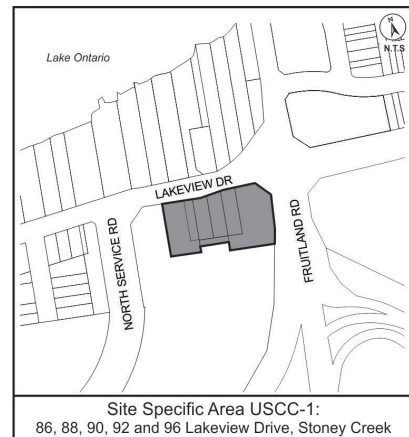 N
N.T.S
Lake Ontario
LAKEVIEW DR
NORTH SERVICE RD
FRUITLAND RD
Site Specific Area USCC-1:
86, 88, 90, 92 and 96 Lakeview Drive, Stoney Creek